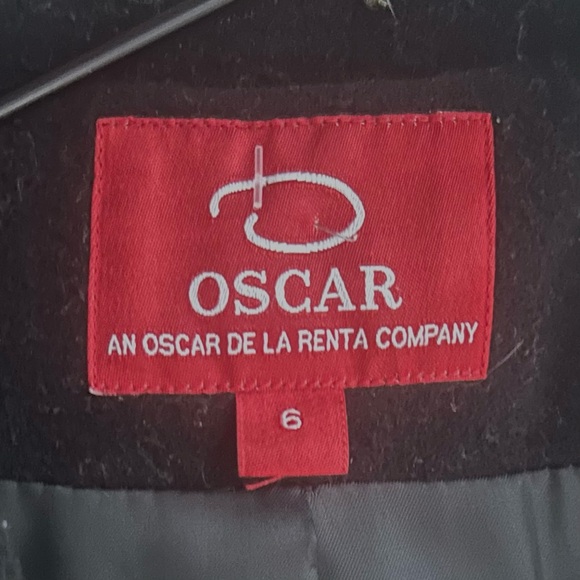 OSCAR
AN OSCAR DE LA RENTA COMPANY
6